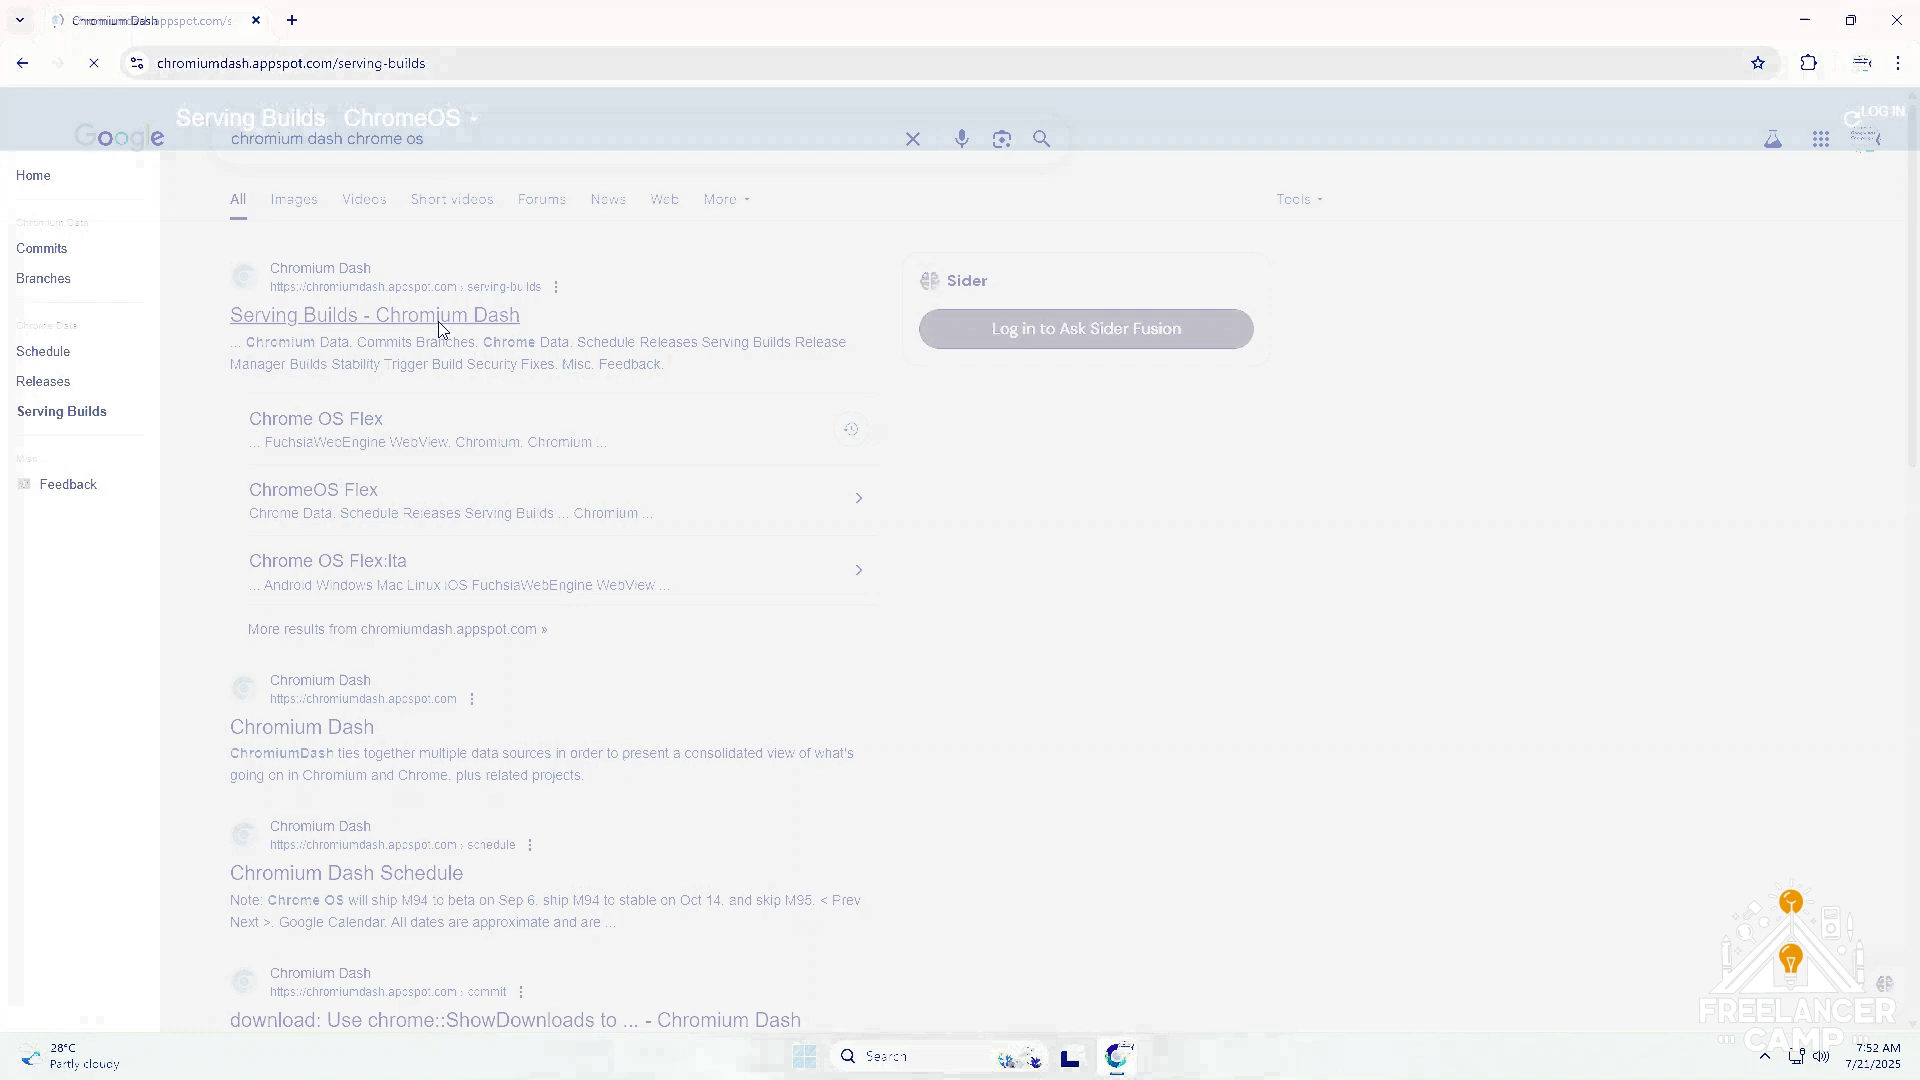 Chromium Dash
chromiumdash.appspot.com/serving-builds
Serving Builds ChromeOS
LOG IN
Google
chromium dash chrome os
Home
Chromium Data
Commits
Branches
Chrome Data
Schedule
Releases
Serving Builds
Misc
Feedback
All Images Videos Short videos Forums News Web More Tools
Chromium Dash
https://chromiumdash.appspot.com › serving-builds
Serving Builds - Chromium Dash
... Chromium Data. Commits Branches. Chrome Data. Schedule Releases Serving Builds Release
Manager Builds Stability Trigger Build Security Fixes. Misc. Feedback.
Sider
Log in to Ask Sider Fusion
Chrome OS Flex
... FuchsiaWebEngine WebView. Chromium. Chromium ...
ChromeOS Flex
Chrome Data. Schedule Releases Serving Builds ... Chromium ...
Chrome OS Flex:lta
... Android Windows Mac Linux iOS FuchsiaWebEngine WebView ...
More results from chromiumdash.appspot.com »
Chromium Dash
https://chromiumdash.appspot.com
Chromium Dash
ChromiumDash ties together multiple data sources in order to present a consolidated view of what's
going on in Chromium and Chrome, plus related projects.
Chromium Dash
https://chromiumdash.appspot.com › schedule
Chromium Dash Schedule
Note: Chrome OS will ship M94 to beta on Sep 6, ship M94 to stable on Oct 14, and skip M95. < Prev
Next >. Google Calendar. All dates are approximate and are ...
Chromium Dash
https://chromiumdash.appspot.com › commit
download: Use chrome::ShowDownloads to ... - Chromium Dash
FREELANCER
CAMP
28°C
Partly cloudy
Search
7:52 AM
7/21/2025